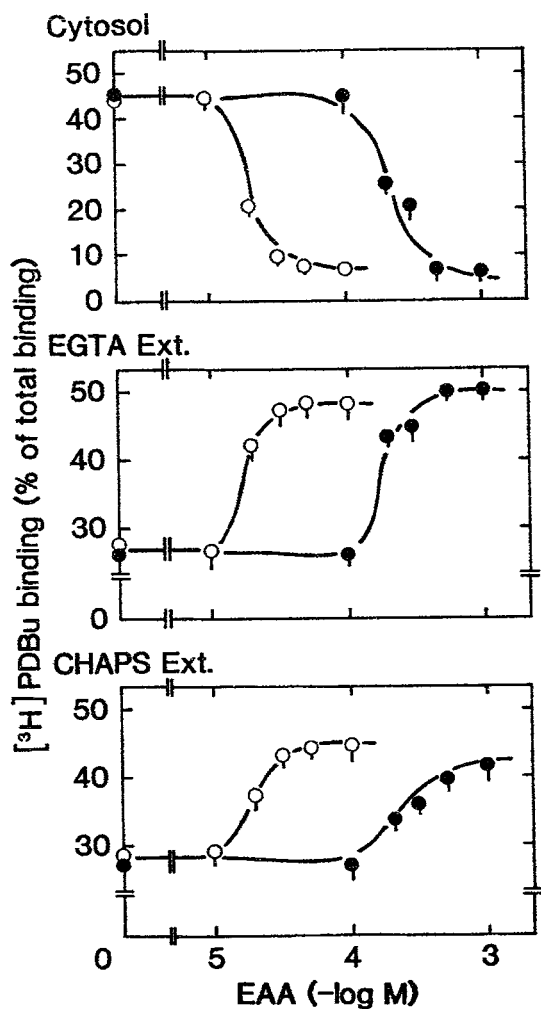 Cytosol
50
40
30
20
10
0
EGTA Ext.
50
40
30
0
CHAPS Ext.
50
40
30
0
0 5 4 3
EAA (-log M)
[³H] PDBu binding (% of total binding)